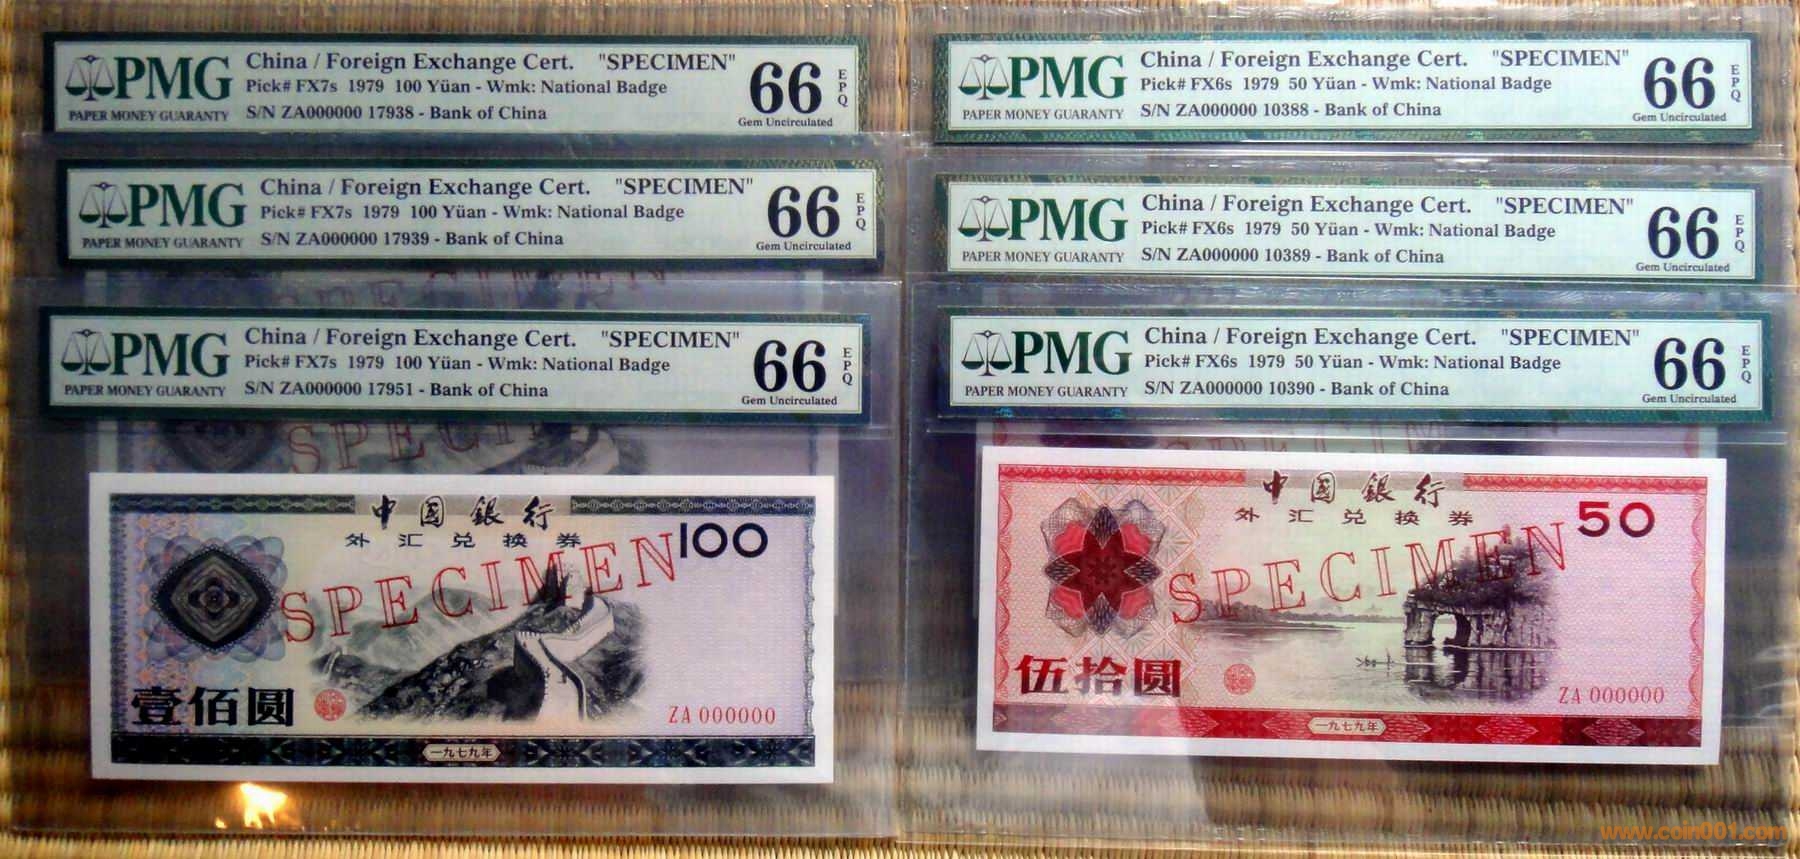 PMG
PAPER MONEY GUARANTY
China / Foreign Exchange Cert. "SPECIMEN"
Pick# FX7s 1979 100 Yüan - Wmk: National Badge
S/N ZA000000 17938 - Bank of China
66
EPQ
Gem Uncirculated
PMG
PAPER MONEY GUARANTY
China / Foreign Exchange Cert. "SPECIMEN"
Pick# FX7s 1979 100 Yüan - Wmk: National Badge
S/N ZA000000 17939 - Bank of China
66
EPQ
Gem Uncirculated
SPECIMEN
PMG
PAPER MONEY GUARANTY
China / Foreign Exchange Cert. "SPECIMEN"
Pick# FX7s 1979 100 Yüan - Wmk: National Badge
S/N ZA000000 17951 - Bank of China
66
EPQ
Gem Uncirculated
SPECIMEN
中国銀行
外汇兑换券
100
SPECIMEN
壹佰圆
ZA 000000
一九七九年
PMG
PAPER MONEY GUARANTY
China / Foreign Exchange Cert. "SPECIMEN"
Pick# FX6s 1979 50 Yüan - Wmk: National Badge
S/N ZA000000 10388 - Bank of China
66
EPQ
Gem Uncirculated
PMG
PAPER MONEY GUARANTY
China / Foreign Exchange Cert. "SPECIMEN"
Pick# FX6s 1979 50 Yüan - Wmk: National Badge
S/N ZA000000 10389 - Bank of China
66
EPQ
Gem Uncirculated
PMG
PAPER MONEY GUARANTY
China / Foreign Exchange Cert. "SPECIMEN"
Pick# FX6s 1979 50 Yüan - Wmk: National Badge
S/N ZA000000 10390 - Bank of China
66
EPQ
Gem Uncirculated
中国銀行
外汇兑换券
50
SPECIMEN
伍拾圆
ZA 000000
一九七九年
www.coin001.com